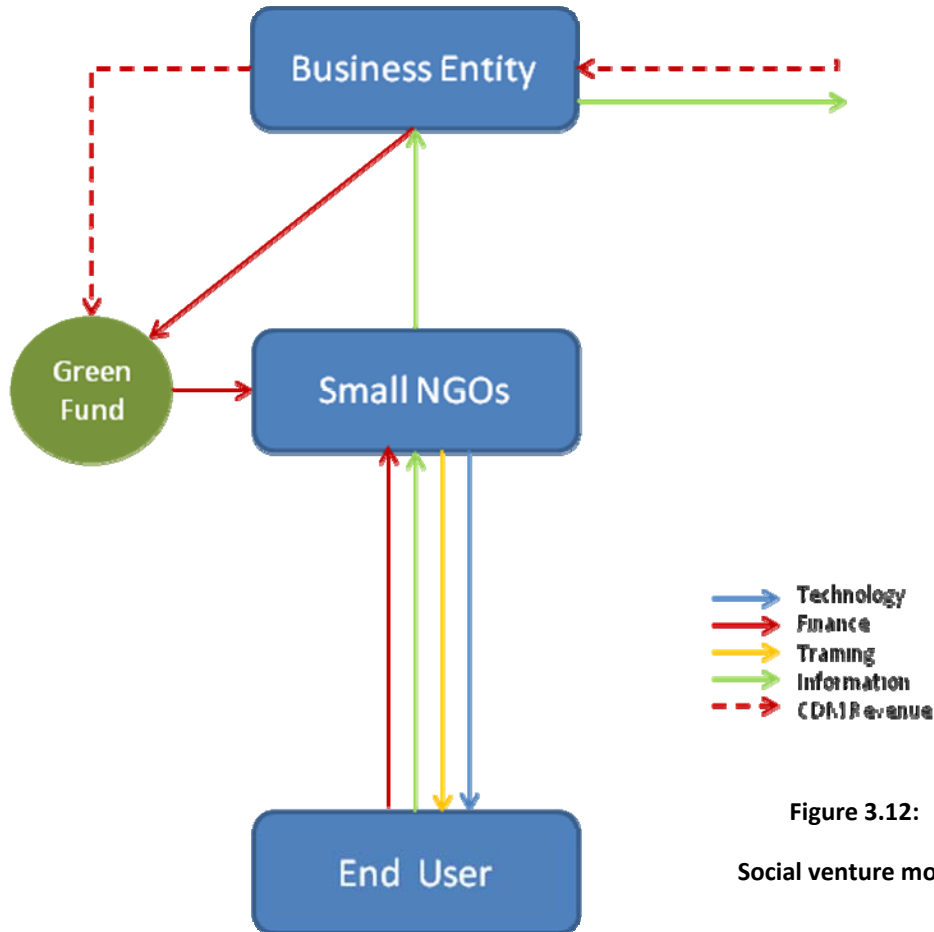 Business Entity
Green
Fund
Small NGOs
Technology
Finance
Training
Information
CDM Revenue
Figure 3.12:
Social venture mo
End User